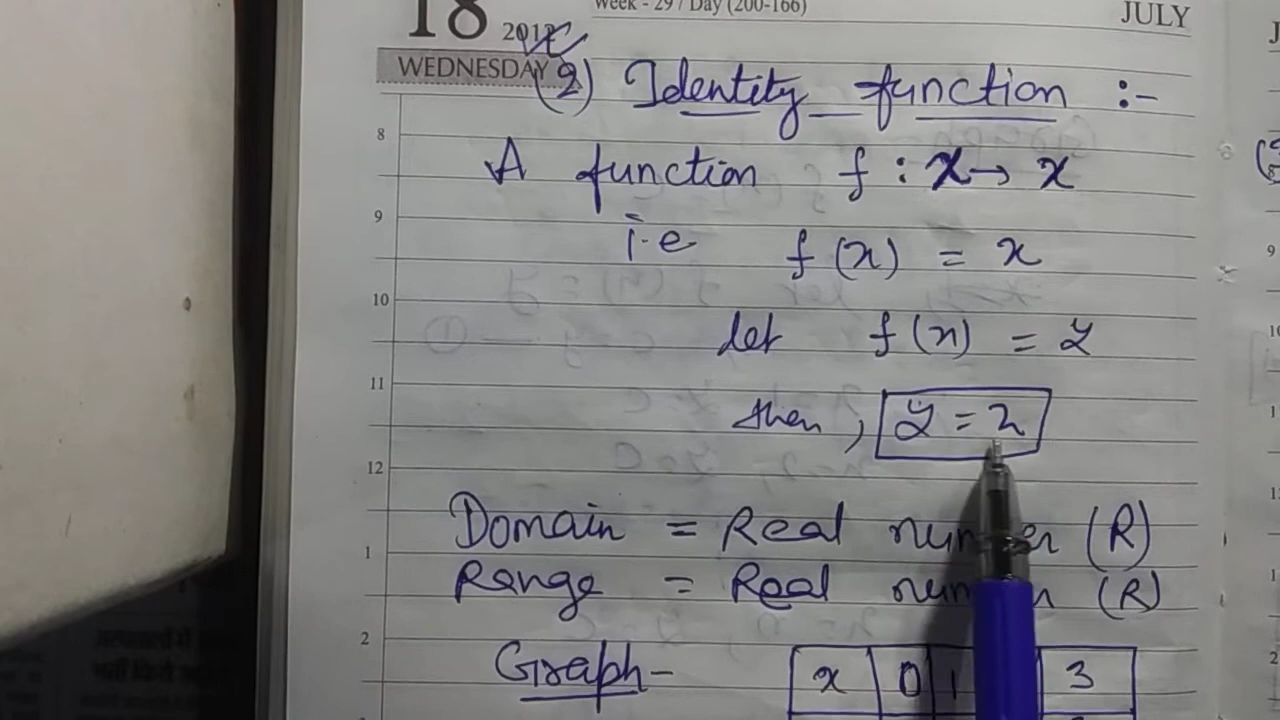 18 2012 Week - 29 / Day (200-166) JULY
WEDNESDAY
(2) Identity function :-
8
A function f : x → x
9
i.e f(x) = x
10
let f(x) = y
11
then, y = x
12
Domain = Real number (R)
1
Range = Real number (R)
2
Graph-
x 0 1 3